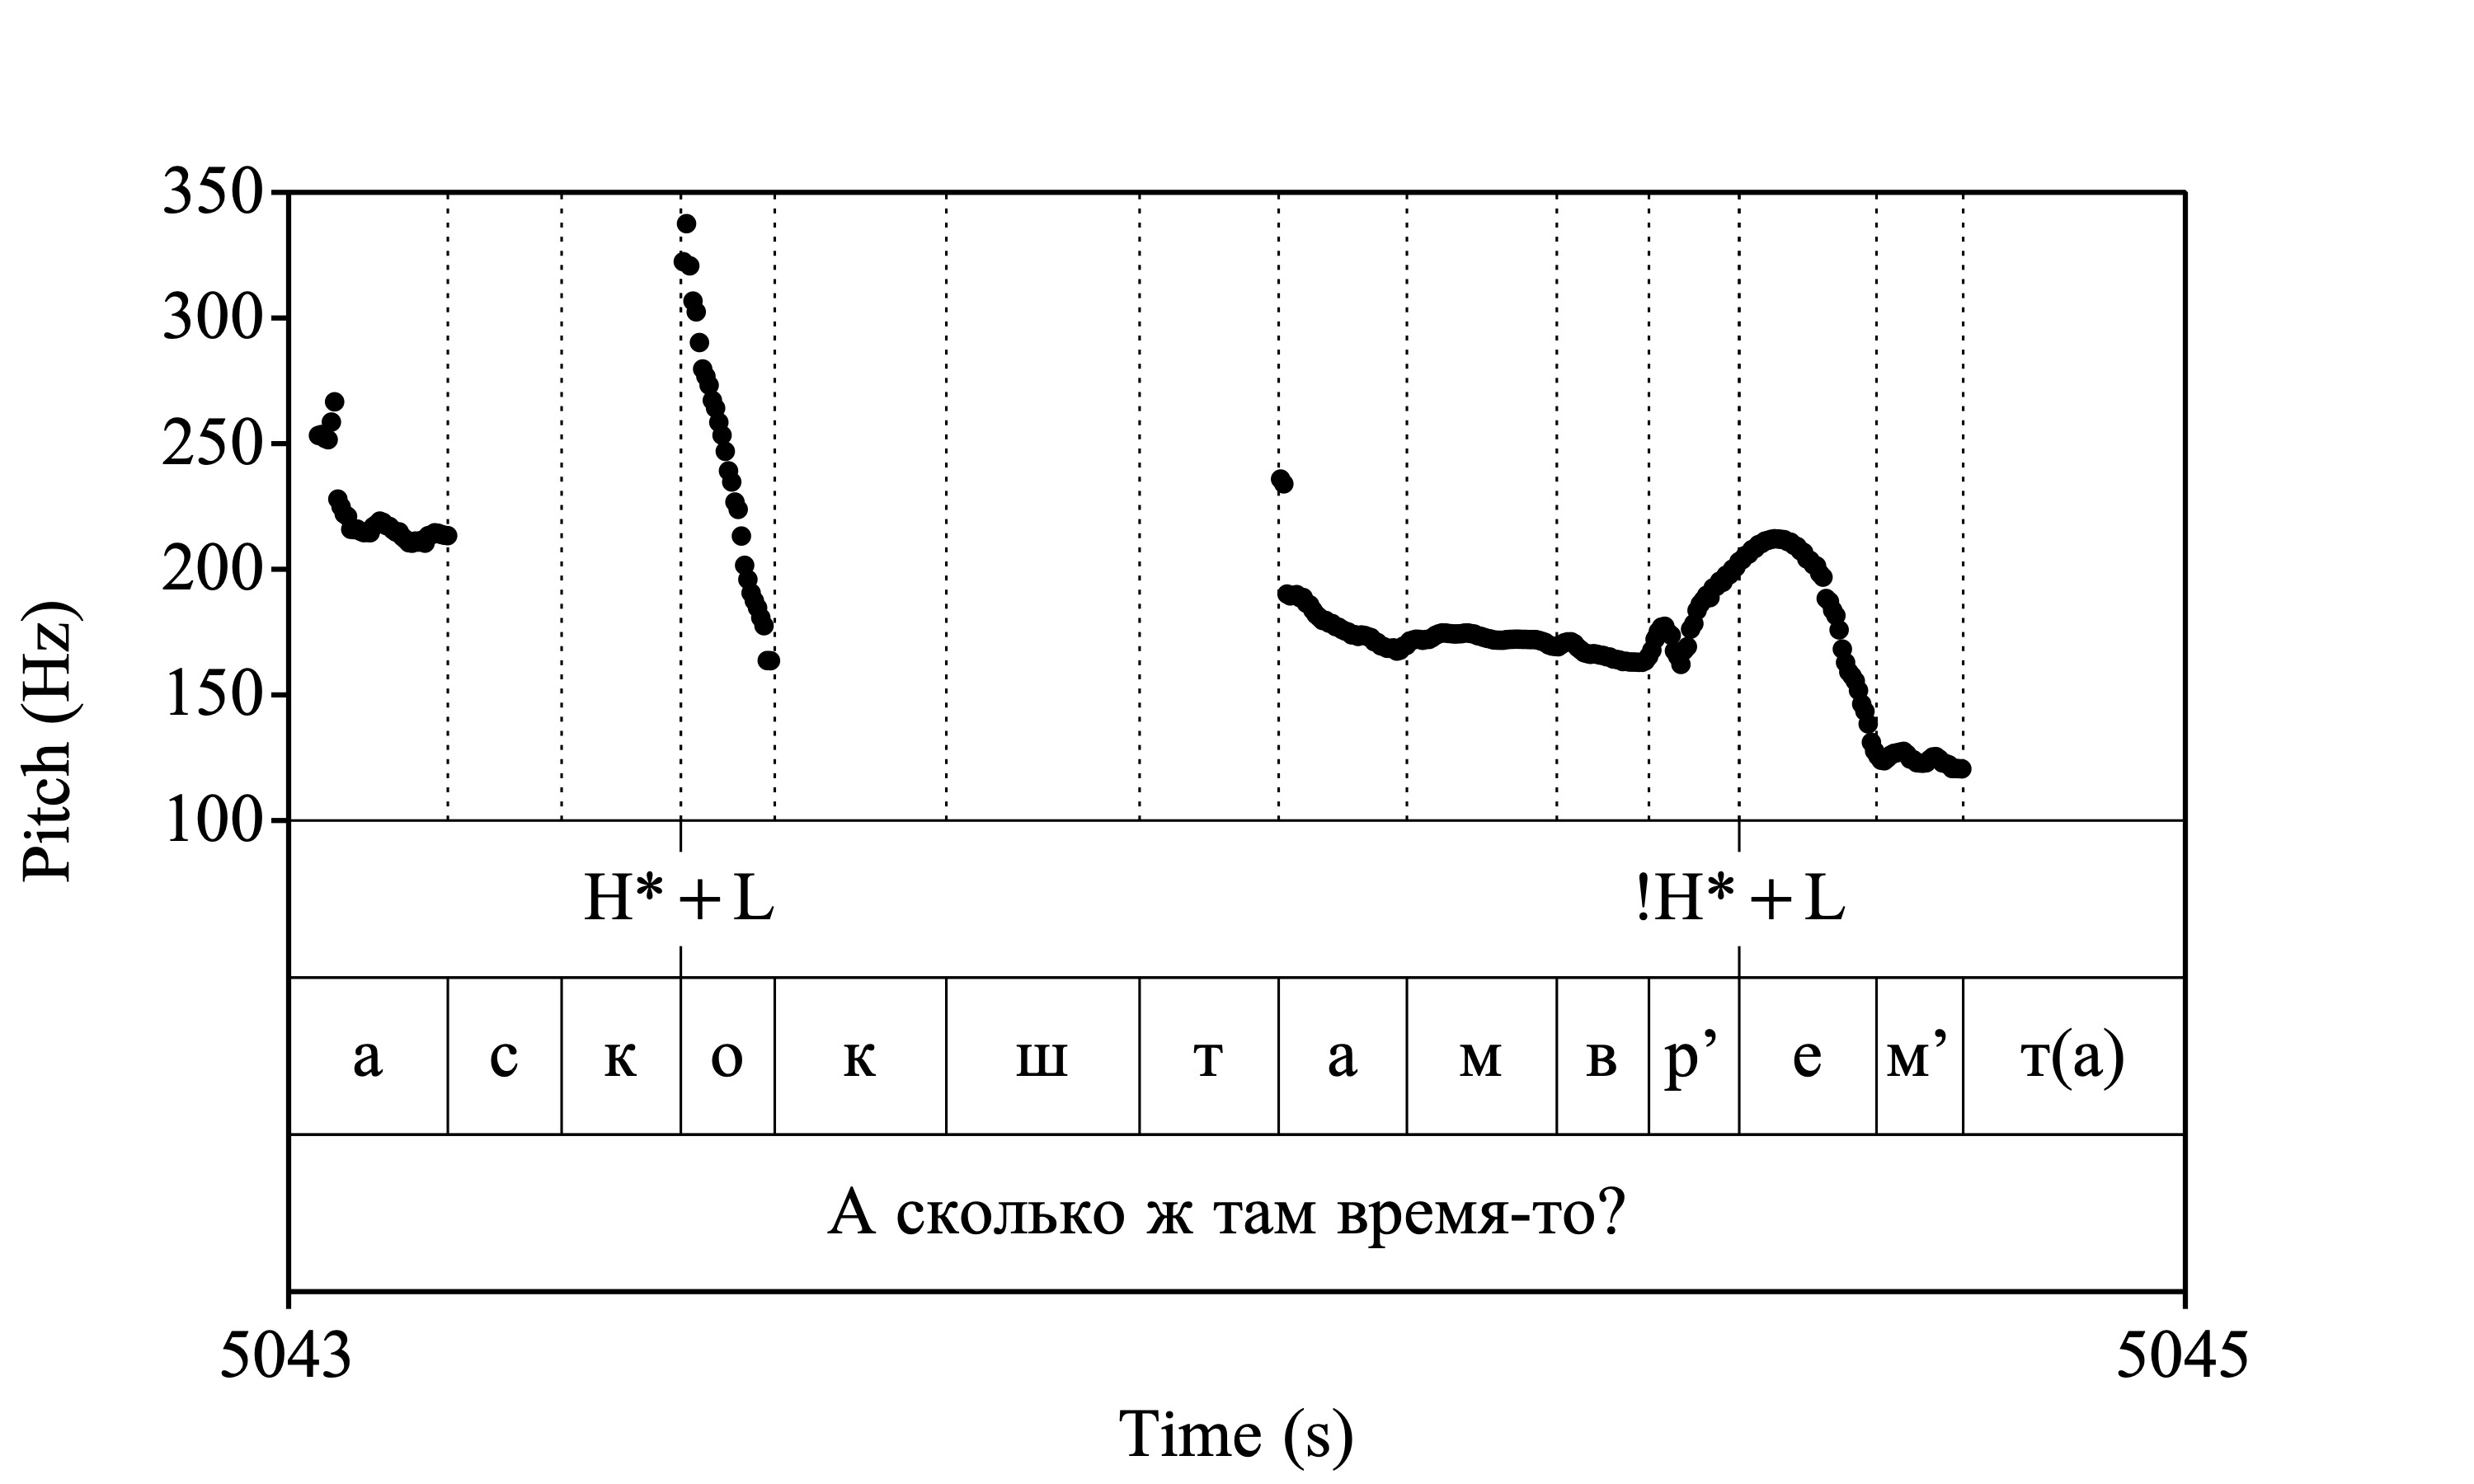 350
300
250
200
150
100
Pitch (Hz)
H*+L !H*+L
а с к о к ш т а м в р’ е м’ т(а)
А сколько ж там время-то?
5043 5045
Time (s)